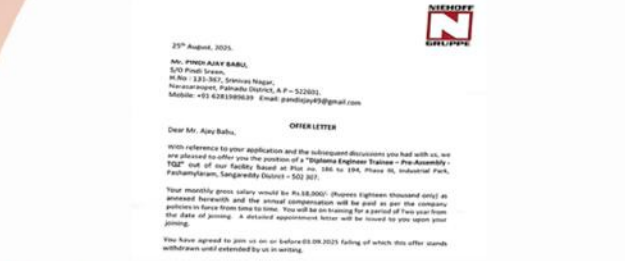 NIEHOFF
N
GRUPPE
25th August, 2025.
Mr. PINDI AJAY BABU,
S/O Pindi Sreen,
H.No : 131-367, Srinivas Nagar,
Narasaraopet, Palnadu District, A P – 522601.
Mobile: +91 6281989639 Email: pandiajay49@gmail.com
OFFER LETTER
Dear Mr. Ajay Babu,
With reference to your application and the subsequent discussions you had with us, we
are pleased to offer you the position of a "Diploma Engineer Trainee – Pre-Assembly -
TGZ" out of our facility based at Plot no. 186 to 194, Phase III, Industrial Park,
Pashamylaram, Sangareddy District – 502 307.
Your monthly gross salary would be Rs.18,000/- (Rupees Eighteen thousand only) as
annexed herewith and the annual compensation will be paid as per the company
policies in force from time to time. You will be on training for a period of Two year from
the date of joining. A detailed appointment letter will be issued to you upon your
joining.
You have agreed to join us on or before 03.09.2025 failing of which this offer stands
withdrawn until extended by us in writing.